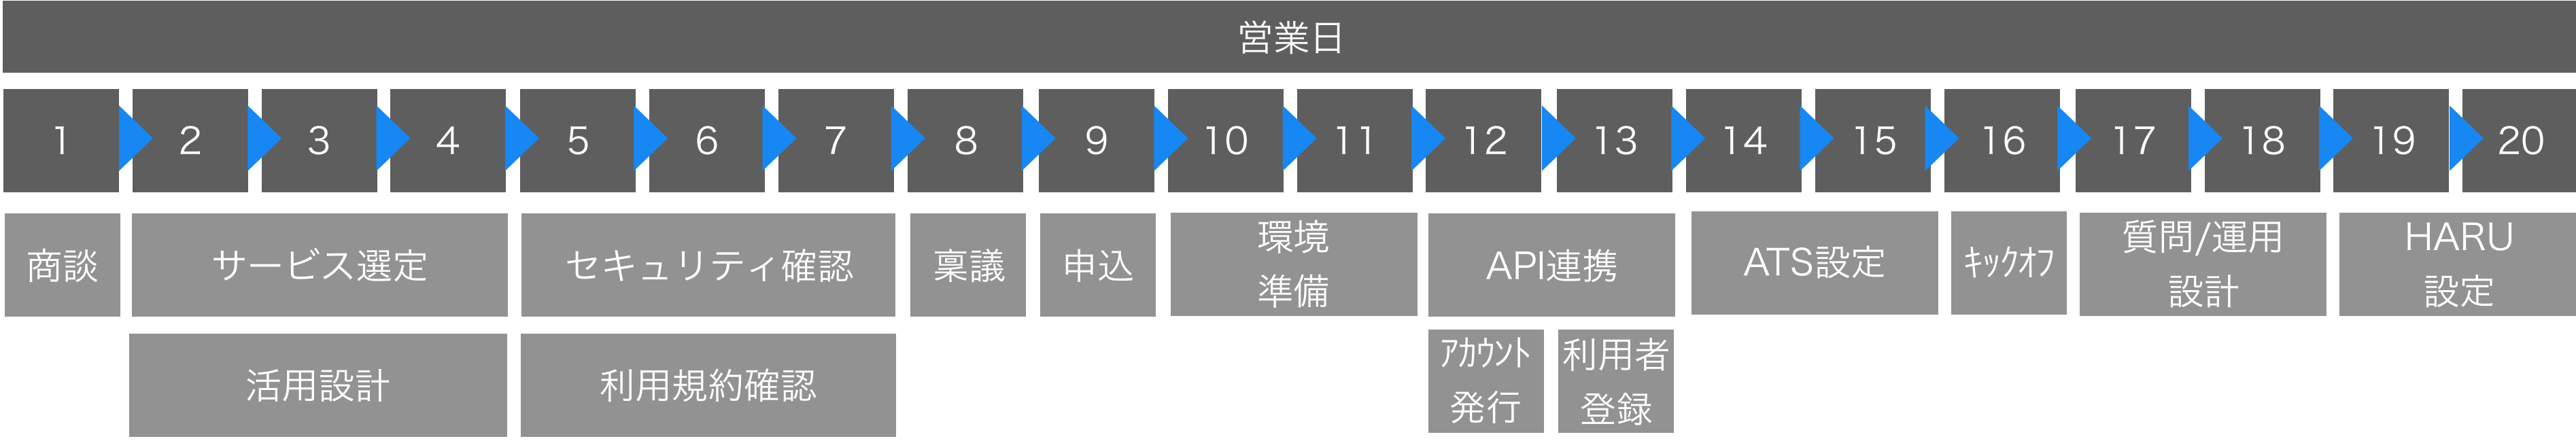 営業日
1 2 3 4 5 6 7 8 9 10 11 12 13 14 15 16 17 18 19 20
商談
サービス選定
セキュリティ確認
稟議
申込
環境
準備
API連携
ATS設定
ｷｯｸｵﾌ
質問/運用
設計
HARU
設定
活用設計
利用規約確認
ｱｶｳﾝﾄ
発行
利用者
登録